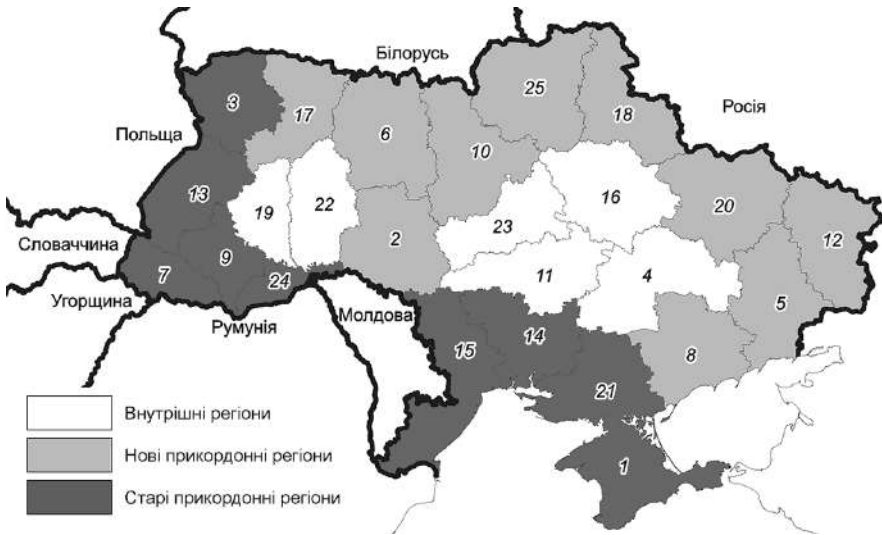 Білорусь
25
3
17
18
Росія
Польща
6
10
13
16
20
19
22
12
23
2
Словаччина
9
7
24
11
4
5
Угорщина
Молдова
Румунія
15
14
8
21
1
Внутрішні регіони
Нові прикордонні регіони
Старі прикордонні регіони